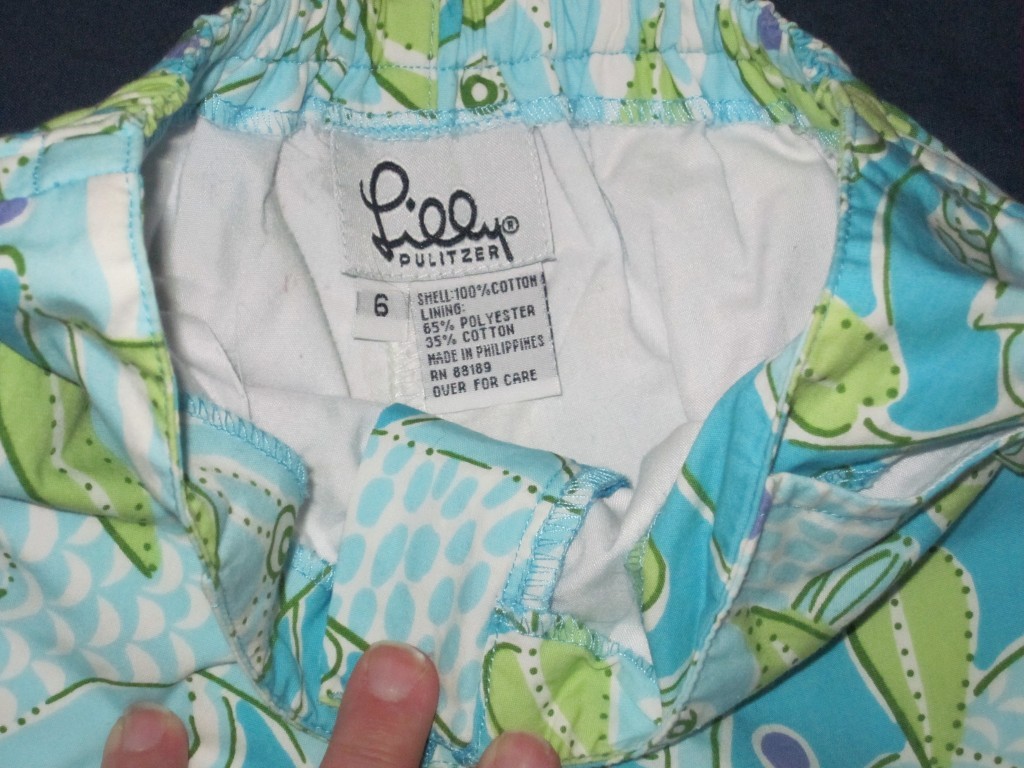 Lilly®
PULITZER
6
SHELL:100%COTTON
LINING:
65% POLYESTER
35% COTTON
MADE IN PHILIPPINES
RN 88189
OVER FOR CARE